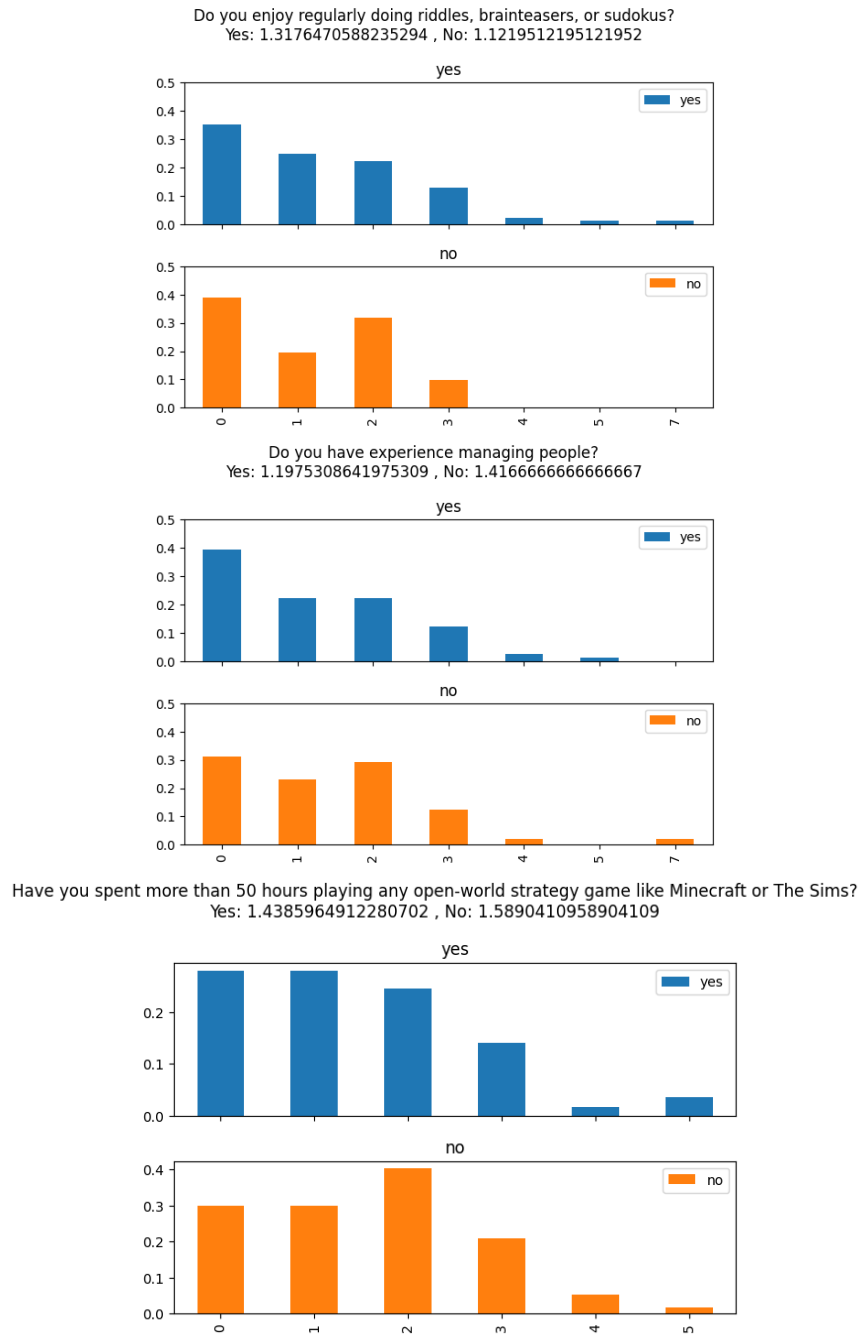 Do you enjoy regularly doing riddles, brainteasers, or sudokus?
Yes: 1.3176470588235294 , No: 1.1219512195121952
yes
0.5
yes
0.4
0.3
0.2
0.1
0.0
no
0.5
no
0.4
0.3
0.2
0.1
0.0
0 1 2 3 4 5 7
Do you have experience managing people?
Yes: 1.1975308641975309 , No: 1.4166666666666667
yes
0.5
yes
0.4
0.3
0.2
0.1
0.0
no
0.5
no
0.4
0.3
0.2
0.1
0.0
0 1 2 3 4 5 7
Have you spent more than 50 hours playing any open-world strategy game like Minecraft or The Sims?
Yes: 1.4385964912280702 , No: 1.5890410958904109
yes
yes
0.2
0.1
0.0
no
0.4
no
0.3
0.2
0.1
0.0
0 1 2 3 4 5